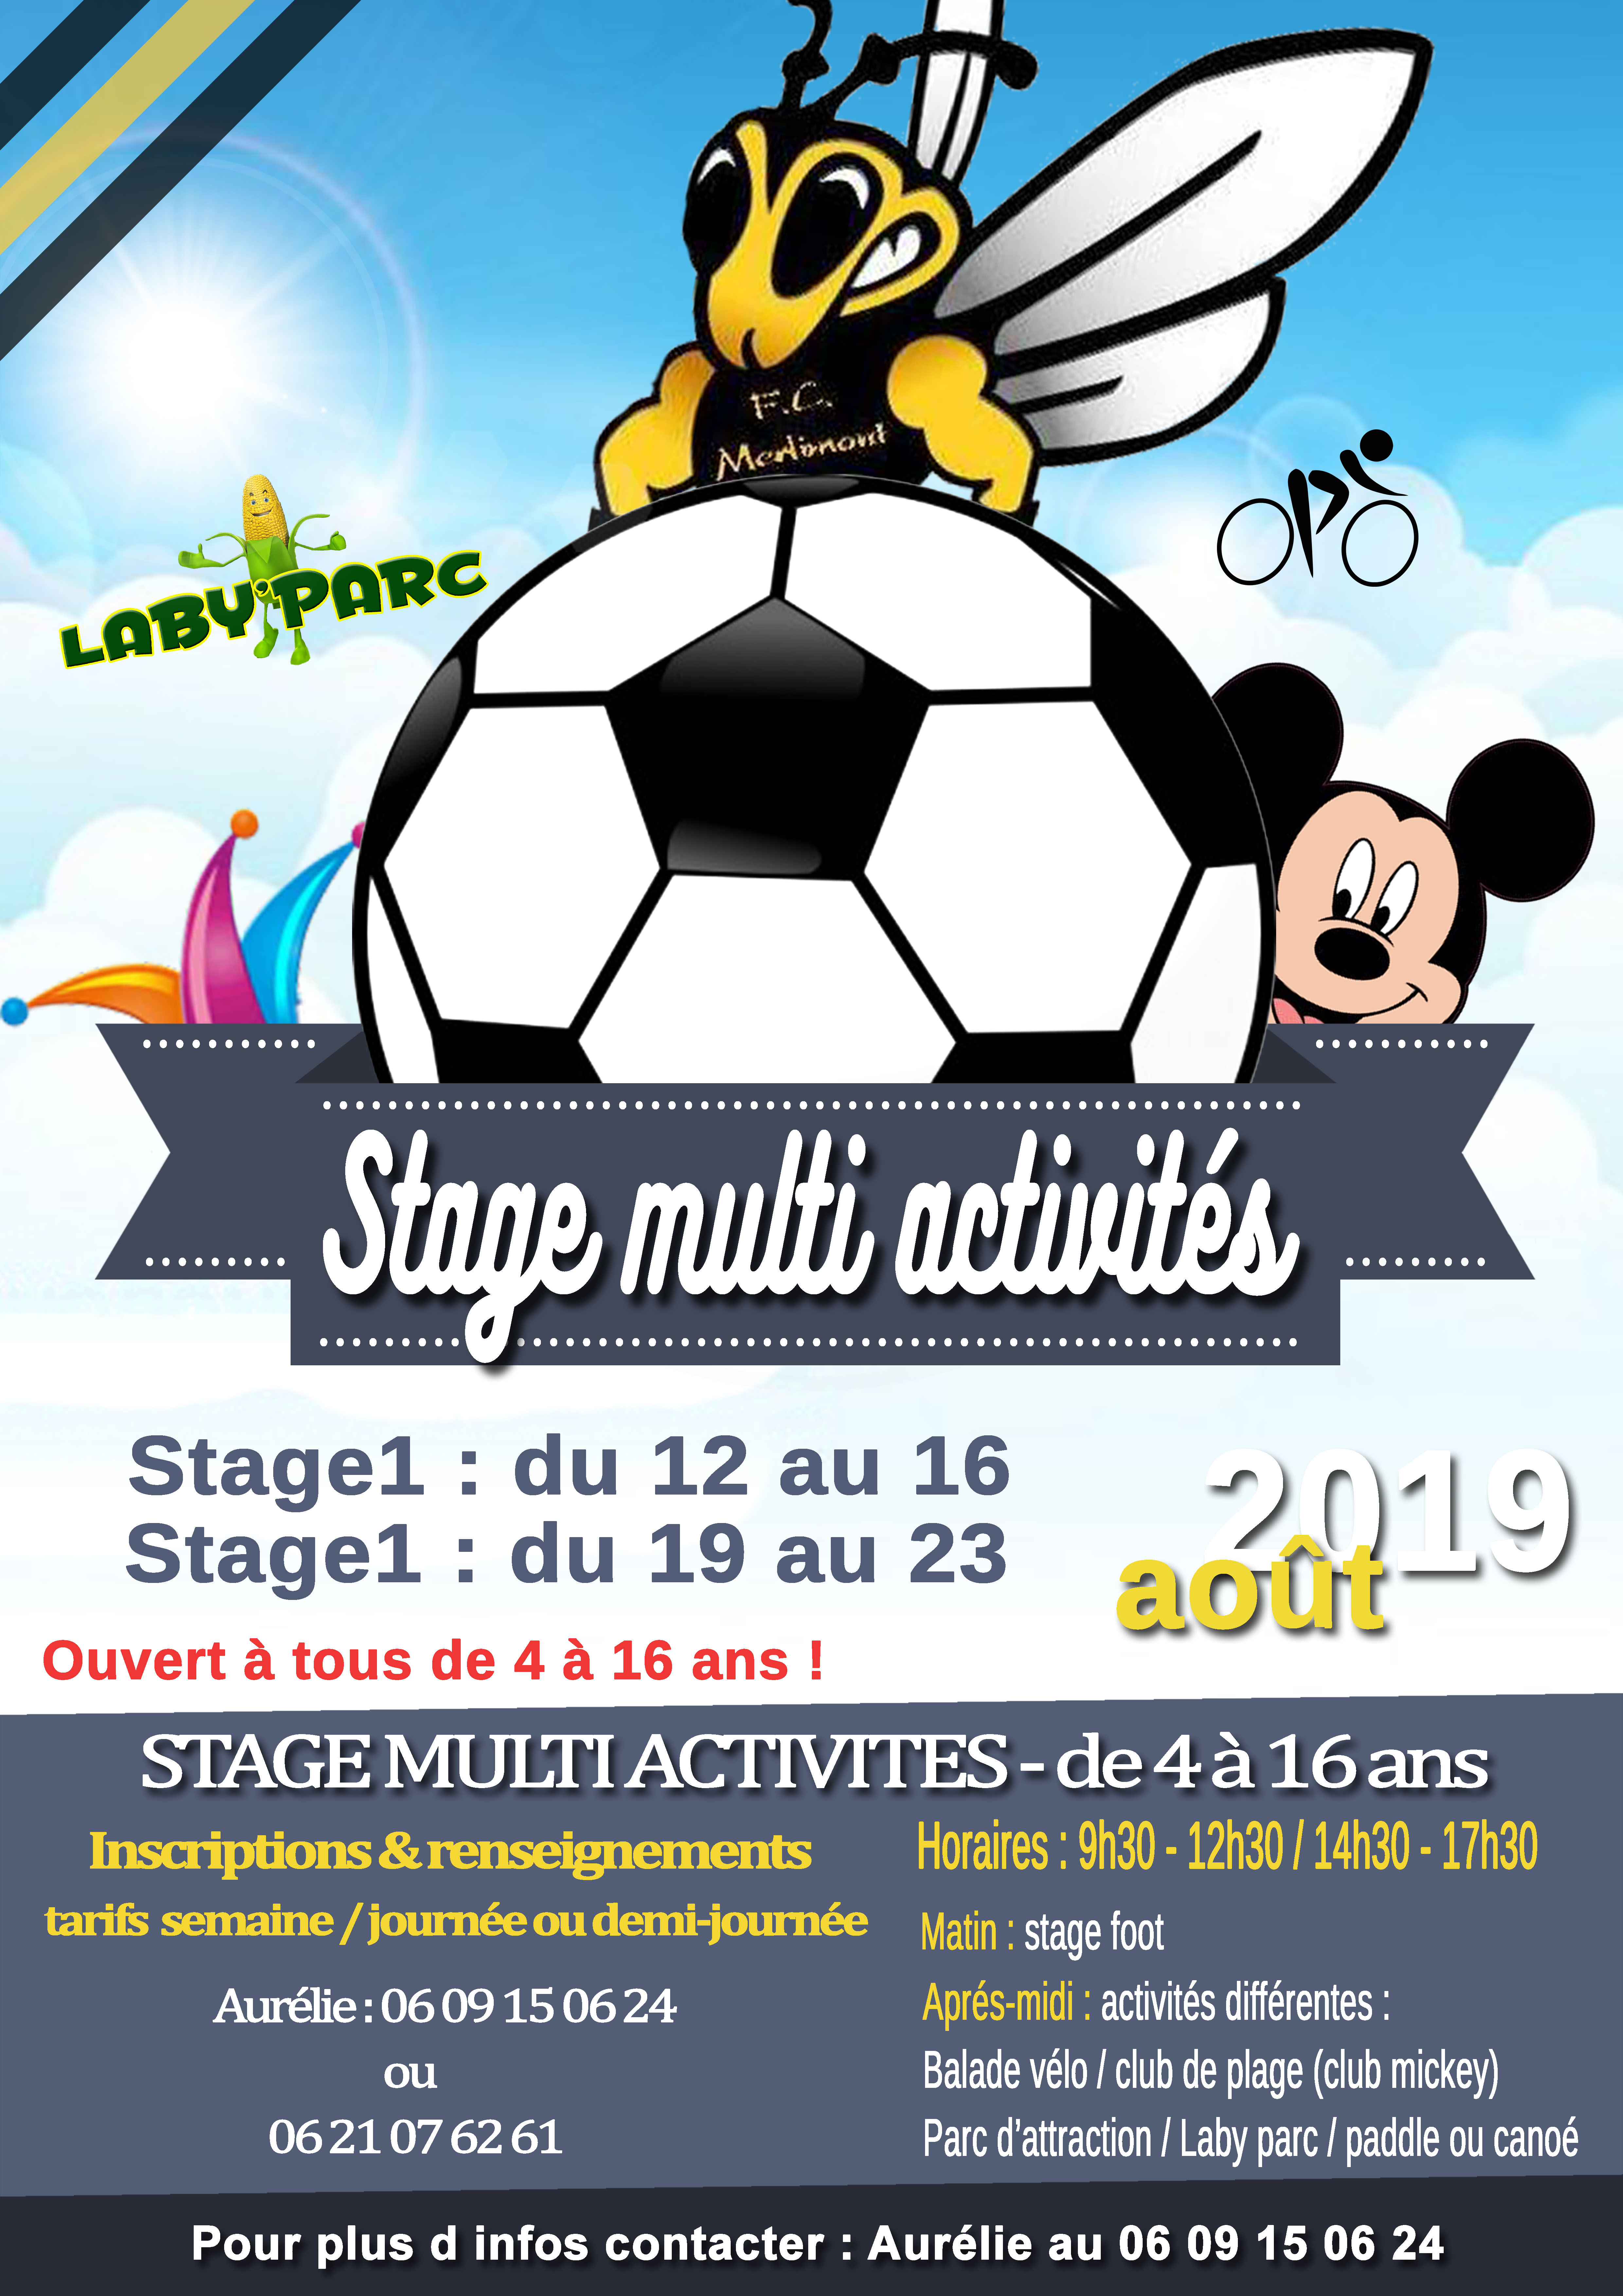 F.C.
Merlimont
LABY'PARC
Stage multi activités
Stage1 : du 12 au 16
Stage1 : du 19 au 23
2019
août
Ouvert à tous de 4 à 16 ans !
STAGE MULTI ACTIVITES - de 4 à 16 ans
Inscriptions & renseignements
tarifs semaine / journée ou demi-journée
Aurélie : 06 09 15 06 24
ou
06 21 07 62 61
Horaires : 9h30 - 12h30 / 14h30 - 17h30
Matin : stage foot
Aprés-midi : activités différentes :
Balade vélo / club de plage (club mickey)
Parc d'attraction / Laby parc / paddle ou canoé
Pour plus d infos contacter : Aurélie au 06 09 15 06 24